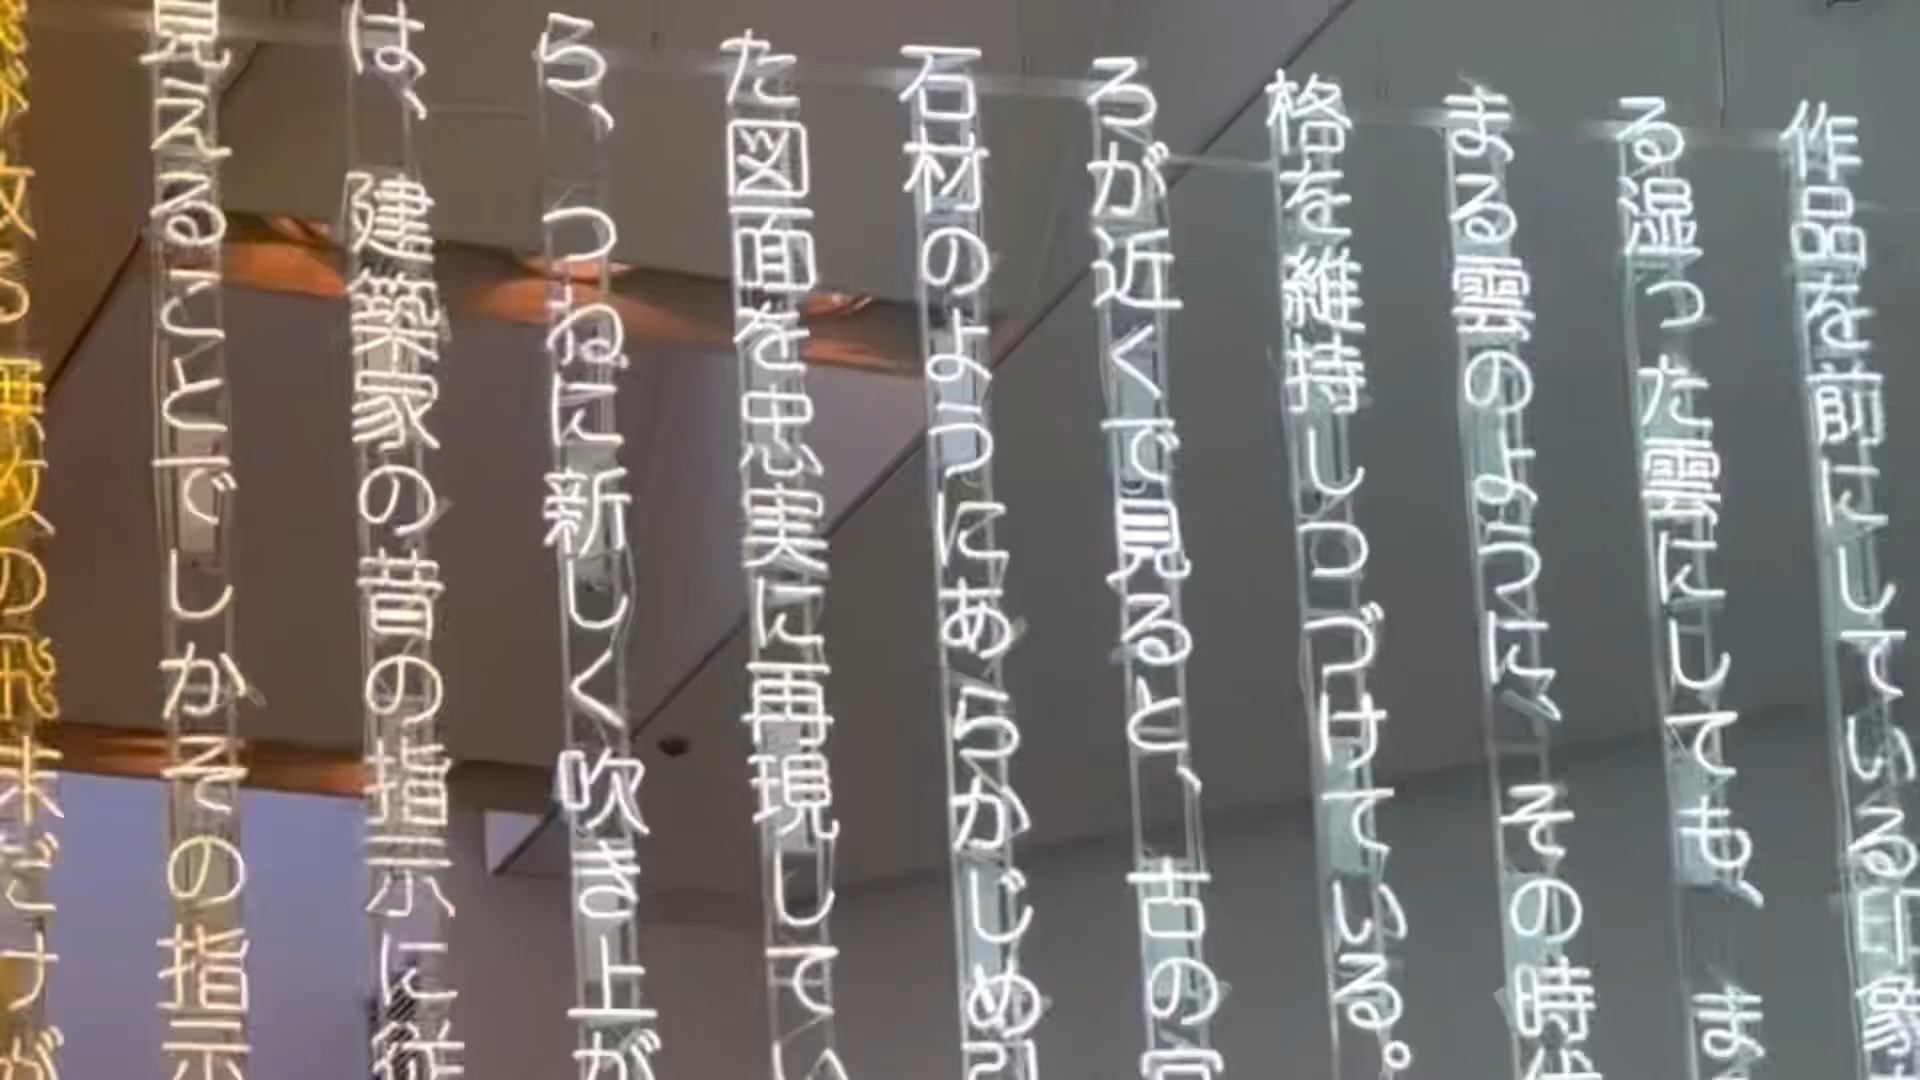 作品を前にしている印象
る湿った雲にしても、ま
まる雲のように、その時代
格を維持しつづけている。
ろが近くで見ると、古の宮
石材のようにあらかじめ引
た図面を忠実に再現してい
ら、つねに新しく吹き上が
は、建築家の昔の指示に従
見えることでしかその指示